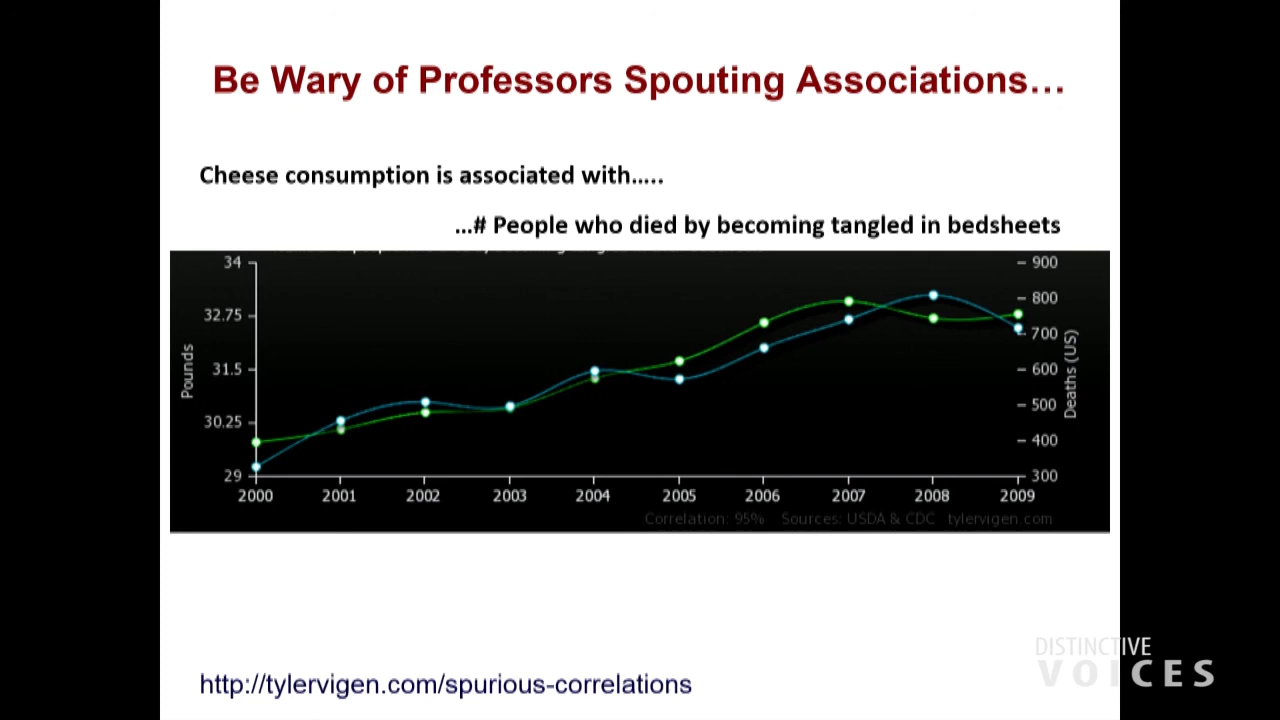 Be Wary of Professors Spouting Associations...
Cheese consumption is associated with.....
...# People who died by becoming tangled in bedsheets
34
32.75
31.5
30.25
29
Pounds
900
800
700
600
500
400
300
Deaths (US)
2000 2001 2002 2003 2004 2005 2006 2007 2008 2009
Correlation: 95% Sources: USDA & CDC tylervigen.com
http://tylervigen.com/spurious-correlations
DISTINCTIVE
VOICES